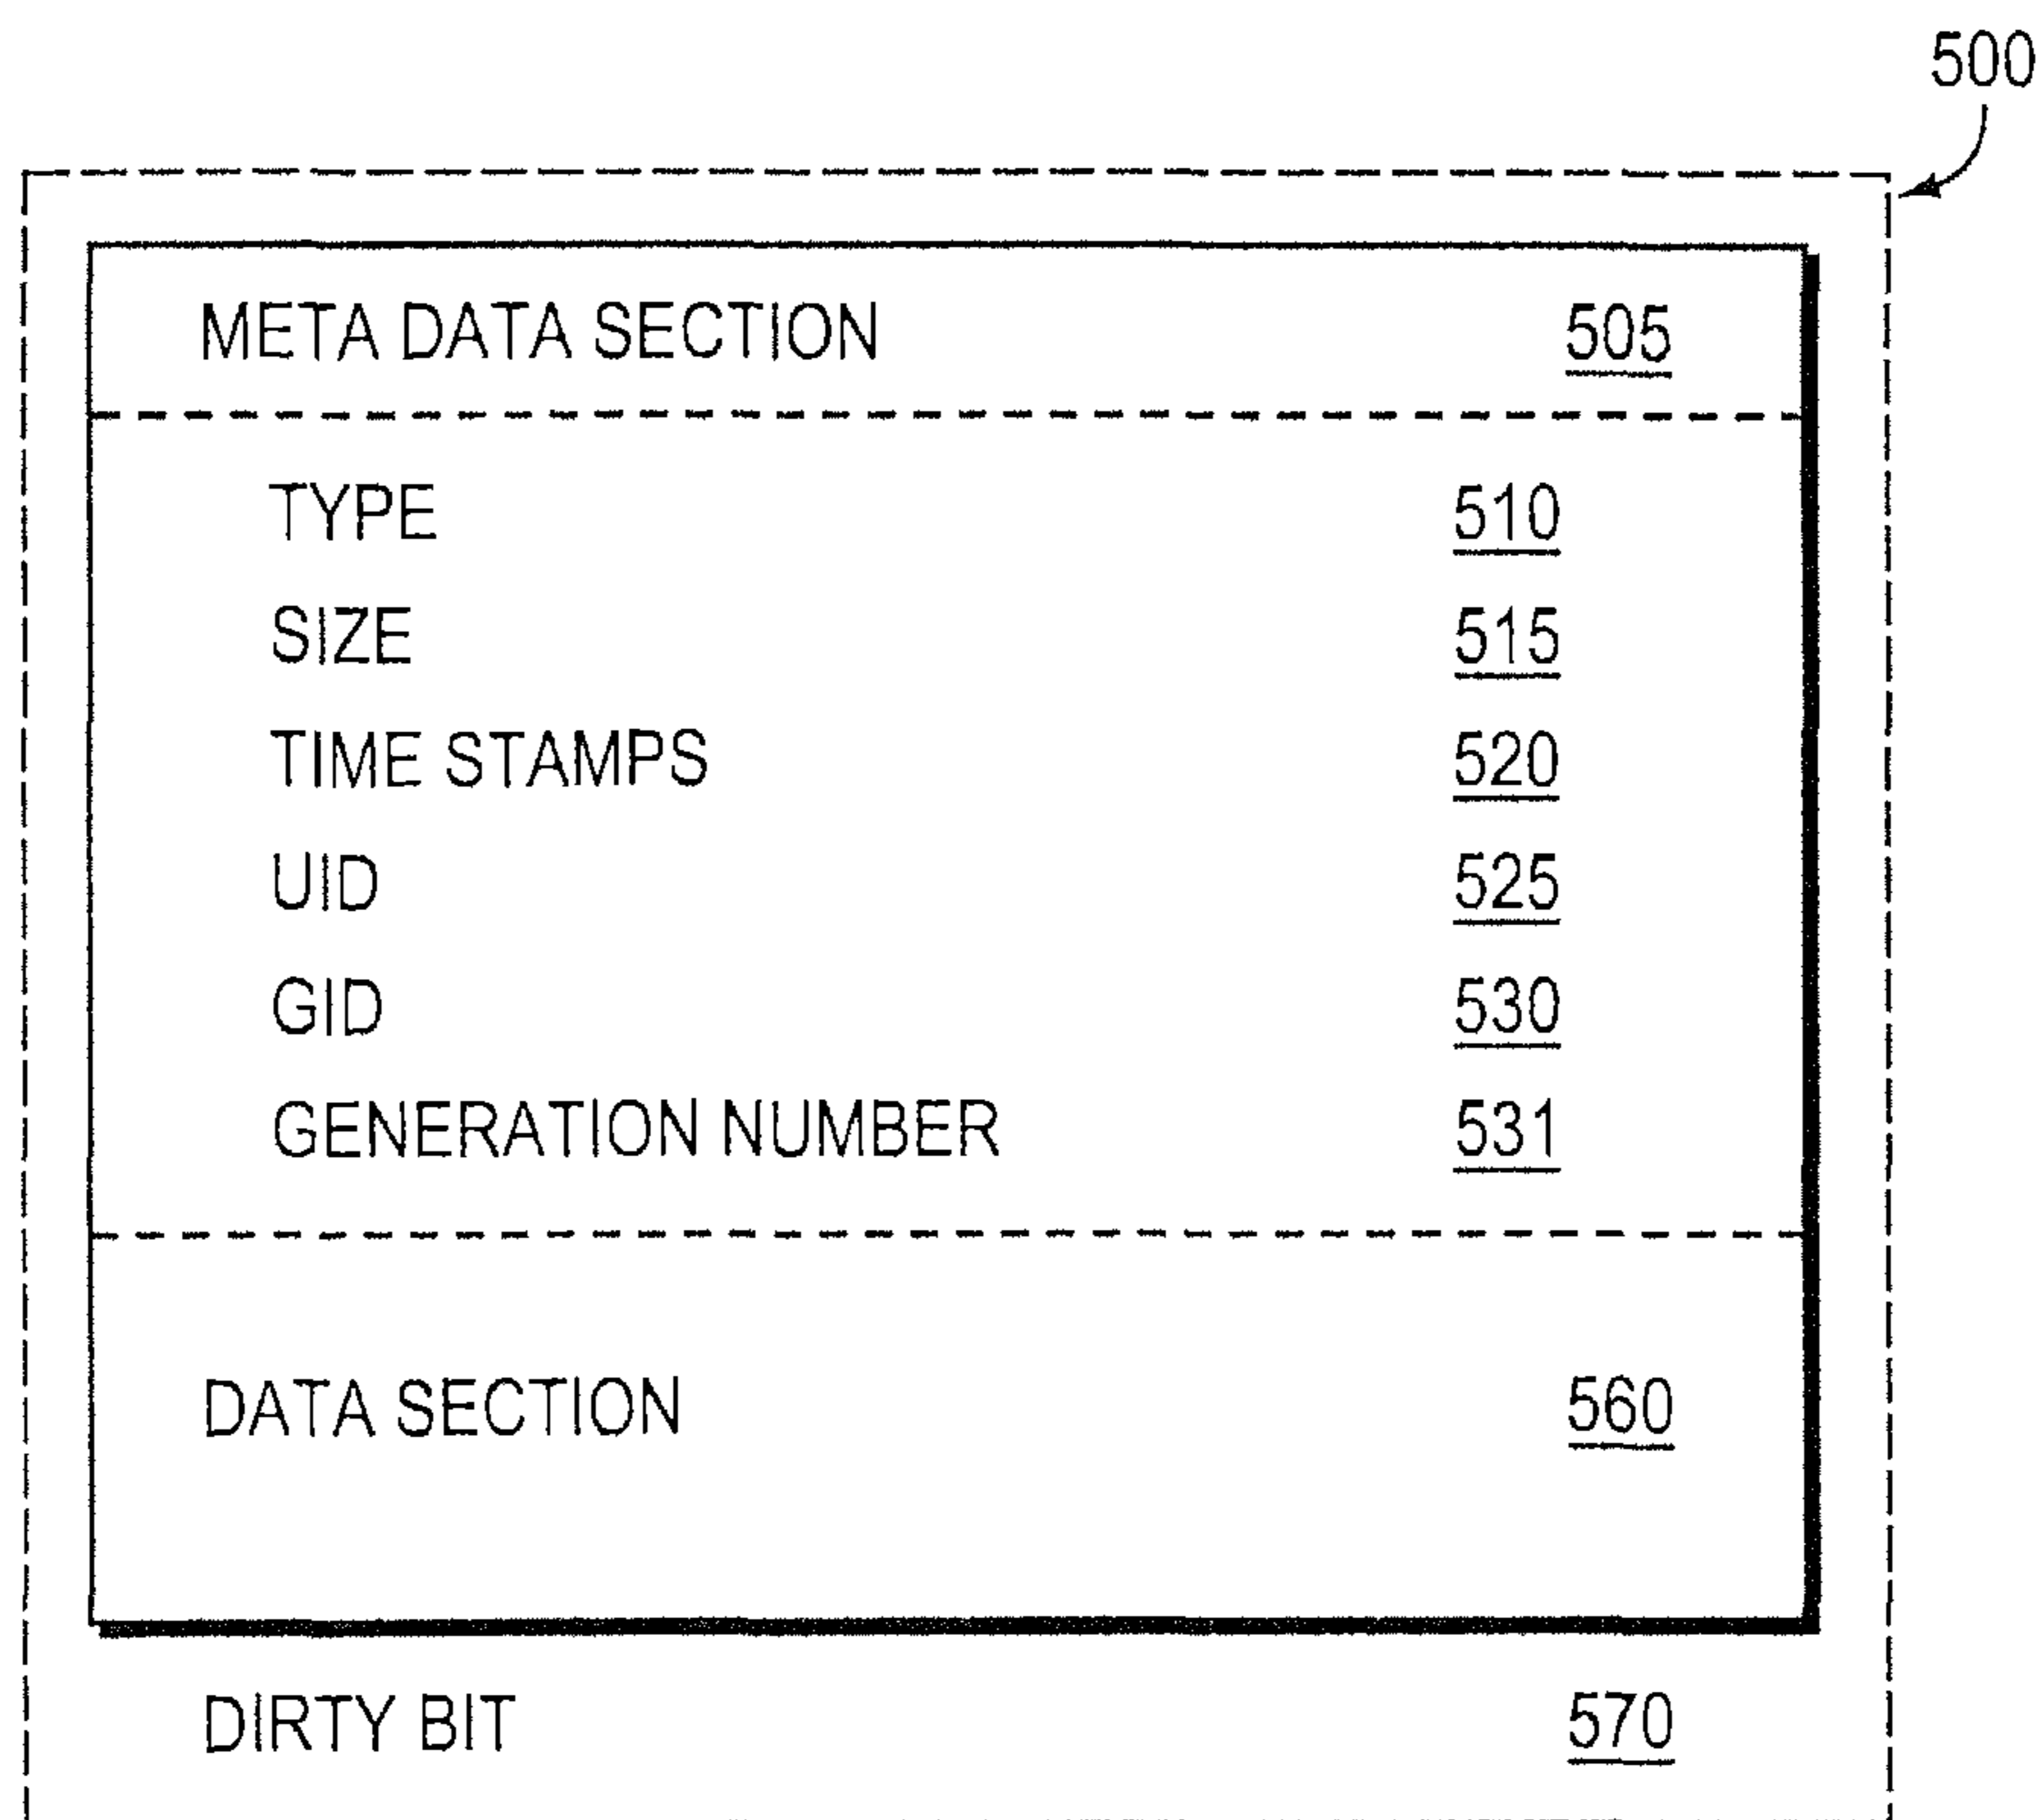 500
META DATA SECTION 505
TYPE 510
SIZE 515
TIME STAMPS 520
UID 525
GID 530
GENERATION NUMBER 531
DATA SECTION 560
DIRTY BIT 570